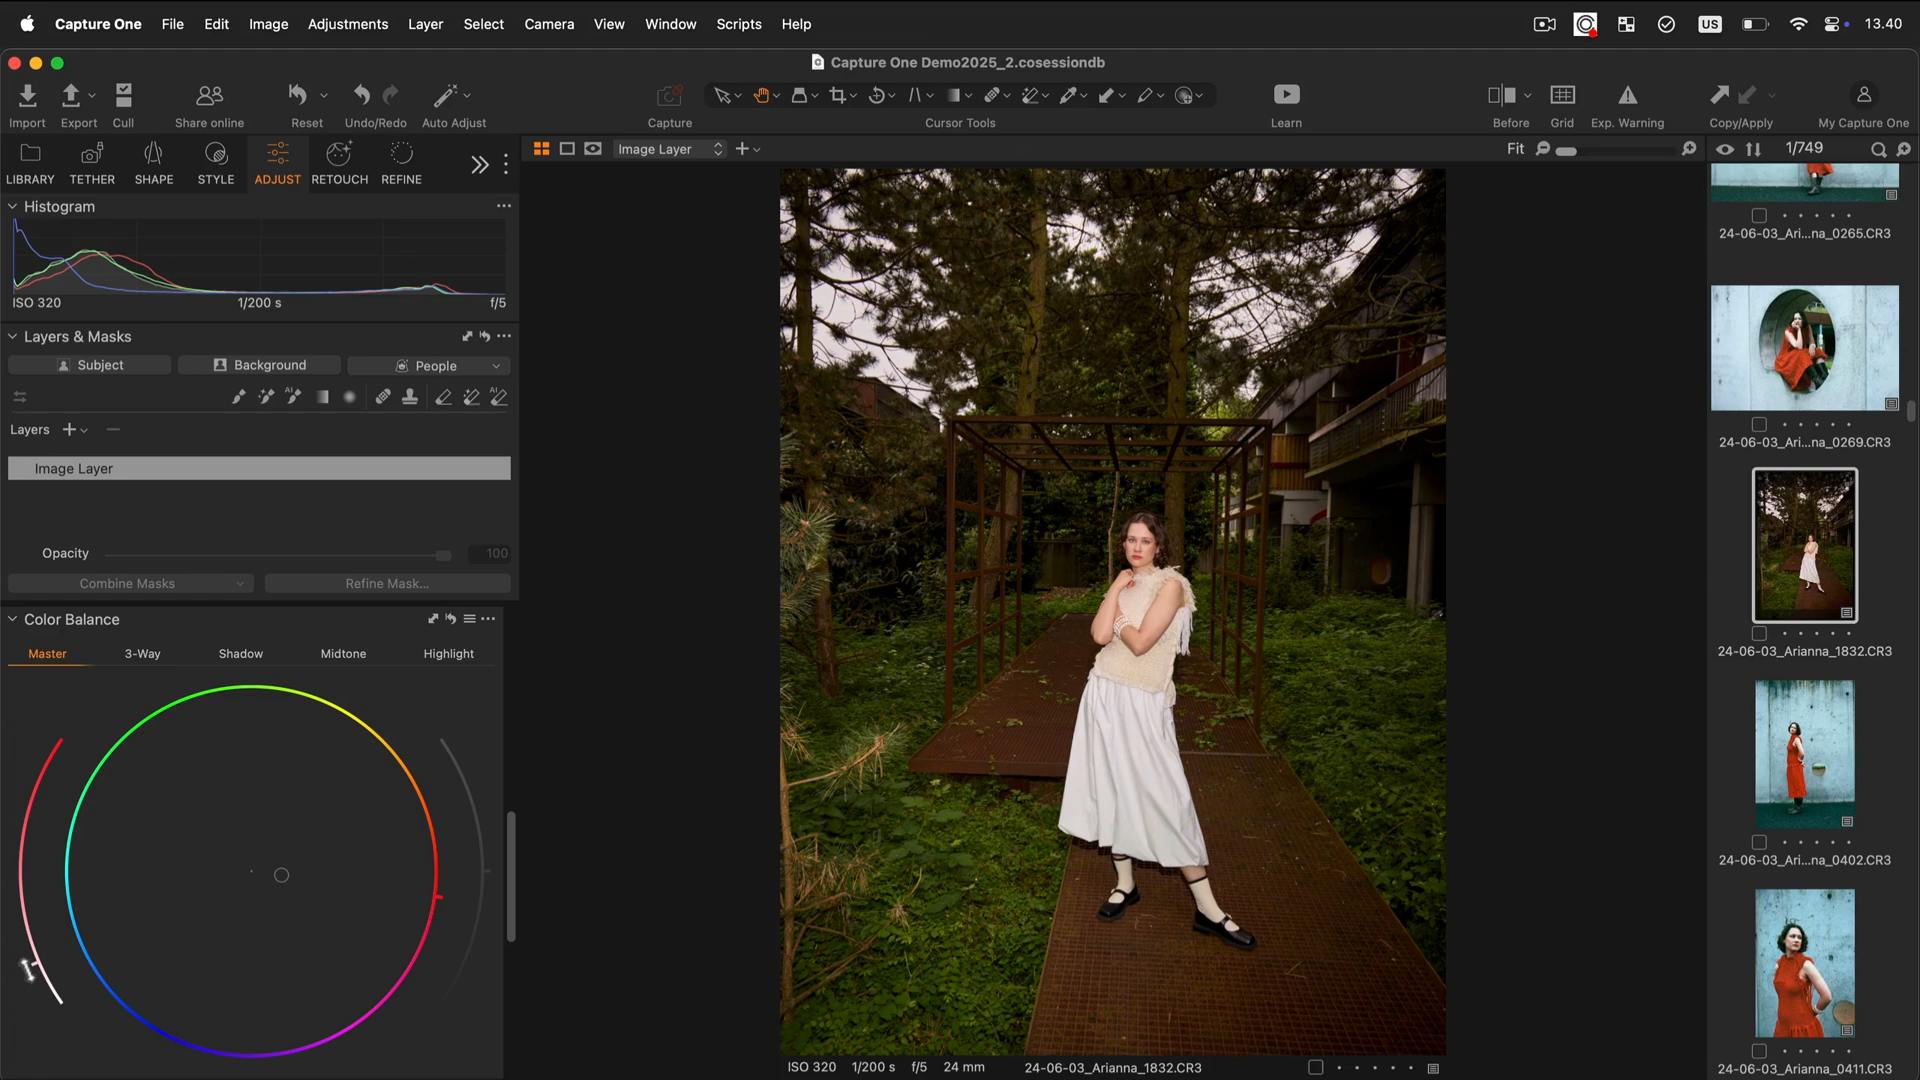 Capture One File Edit Image Adjustments Layer Select Camera View Window Scripts Help US 13.40
Capture One Demo2025_2.cosessiondb
Import Export Cull Share online Reset Undo/Redo Auto Adjust Capture Cursor Tools Learn Before Grid Exp. Warning Copy/Apply My Capture One
LIBRARY TETHER SHAPE STYLE ADJUST RETOUCH REFINE
Image Layer
Fit
1/749
Histogram
ISO 320 1/200 s f/5
Layers & Masks
Subject Background People
AI AI
Layers
Image Layer
Opacity 100
Combine Masks Refine Mask...
Color Balance
Master 3-Way Shadow Midtone Highlight
ISO 320 1/200 s f/5 24 mm 24-06-03_Arianna_1832.CR3
24-06-03_Ari...na_0265.CR3
24-06-03_Ari...na_0269.CR3
24-06-03_Arianna_1832.CR3
24-06-03_Ari...na_0402.CR3
24-06-03_Arianna_0411.CR3